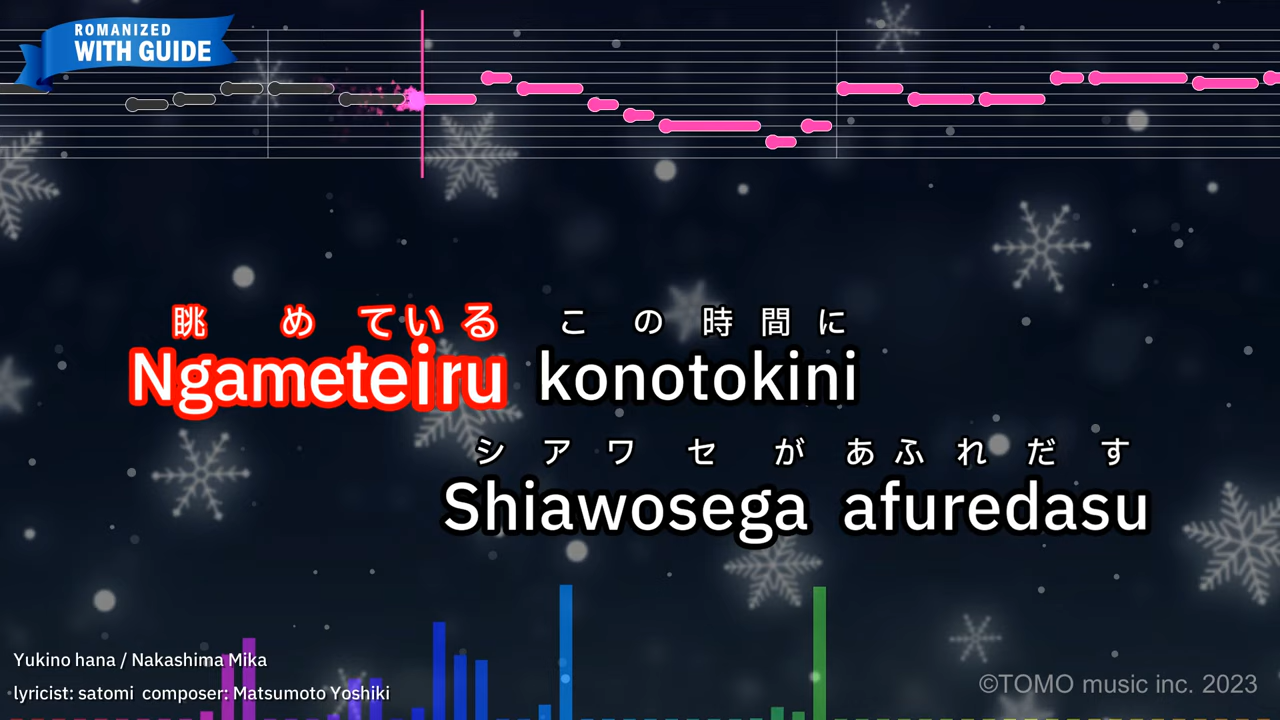 ROMANIZED
WITH GUIDE
眺めている この時間に
Ngameteiru konotokini
シアワセがあふれだす
Shiawosega afuredasu
Yukino hana / Nakashima Mika
lyricist: satomi composer: Matsumoto Yoshiki
©TOMO music inc. 2023